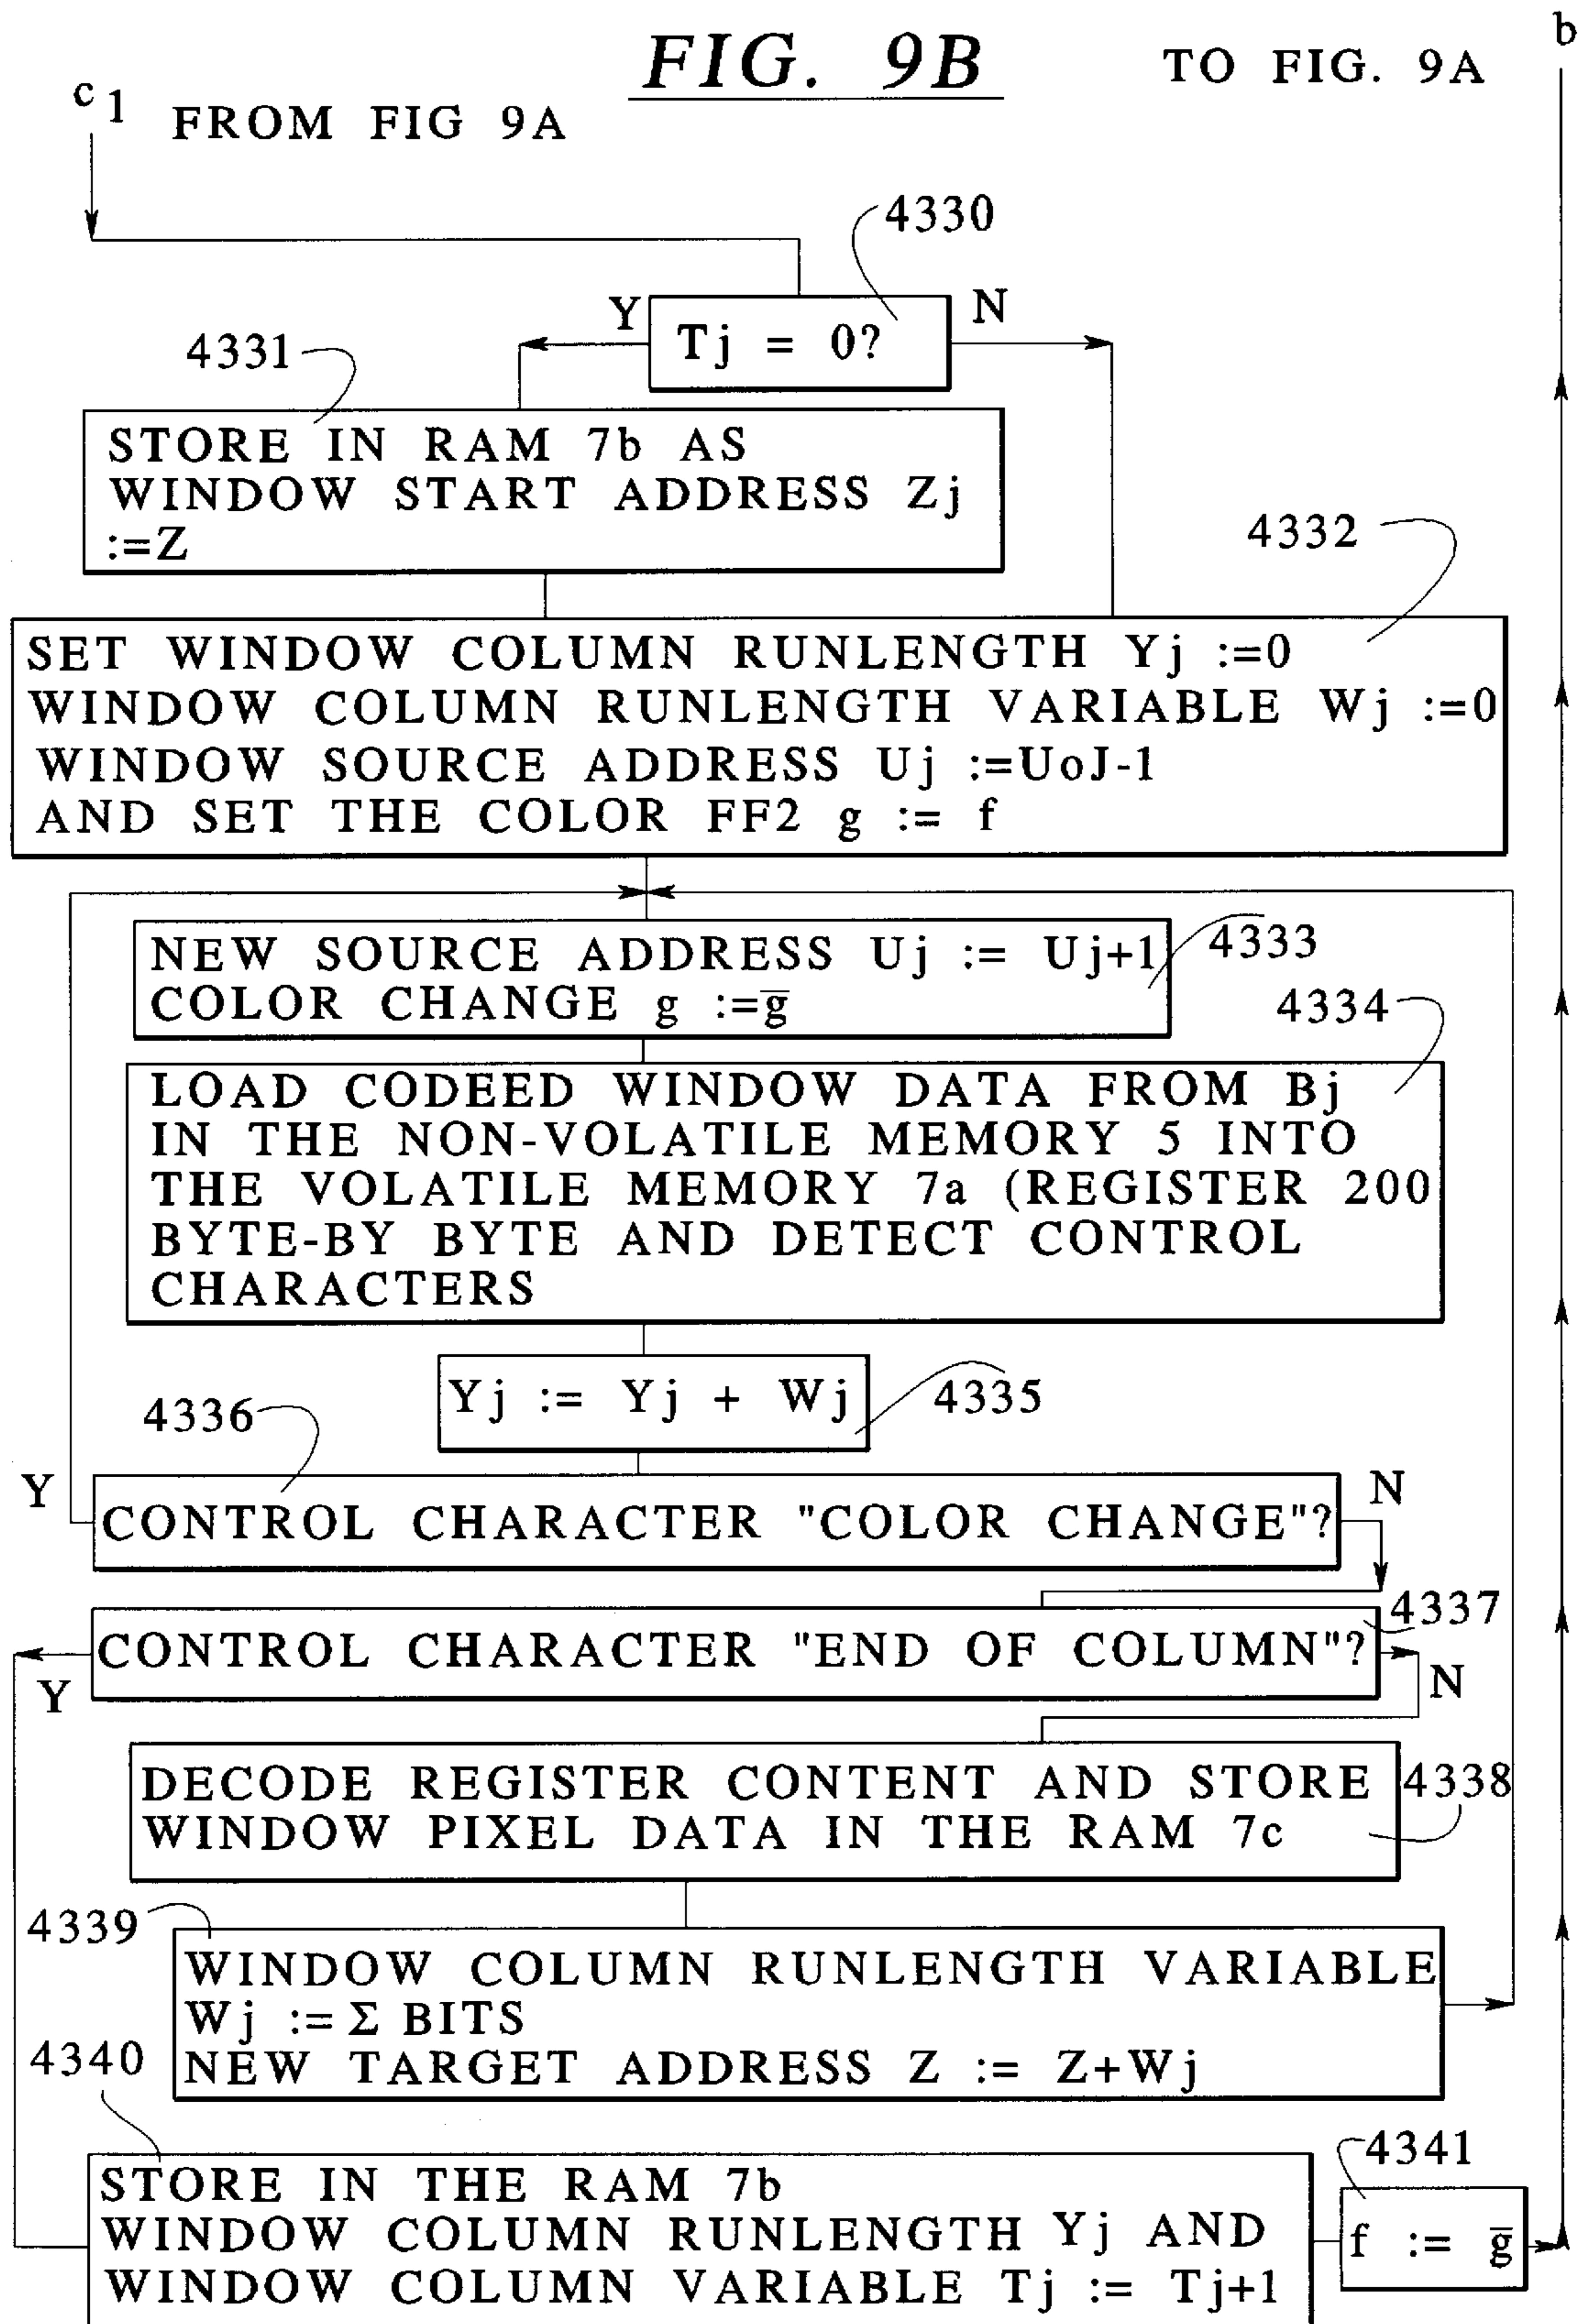 b
FIG. 9B
TO FIG. 9A
c 1
FROM FIG 9A
4330
Y
Tj = 0?
N
4331
STORE IN RAM 7b AS
WINDOW START ADDRESS Zj
:=Z
4332
SET WINDOW COLUMN RUNLENGTH Yj :=0
WINDOW COLUMN RUNLENGTH VARIABLE Wj :=0
WINDOW SOURCE ADDRESS Uj :=UoJ-1
AND SET THE COLOR FF2 g := f
NEW SOURCE ADDRESS Uj := Uj+1
COLOR CHANGE g :=g̅
4333
4334
LOAD CODEED WINDOW DATA FROM Bj
IN THE NON-VOLATILE MEMORY 5 INTO
THE VOLATILE MEMORY 7a (REGISTER 200
BYTE-BY BYTE AND DETECT CONTROL
CHARACTERS
Yj := Yj + Wj
4335
4336
Y
CONTROL CHARACTER "COLOR CHANGE"?
N
4337
CONTROL CHARACTER "END OF COLUMN"?
Y
N
DECODE REGISTER CONTENT AND STORE
WINDOW PIXEL DATA IN THE RAM 7c
4338
4339
WINDOW COLUMN RUNLENGTH VARIABLE
Wj :=Σ BITS
NEW TARGET ADDRESS Z := Z+Wj
4340
STORE IN THE RAM 7b
WINDOW COLUMN RUNLENGTH Yj AND
WINDOW COLUMN VARIABLE Tj := Tj+1
4341
f := g̅